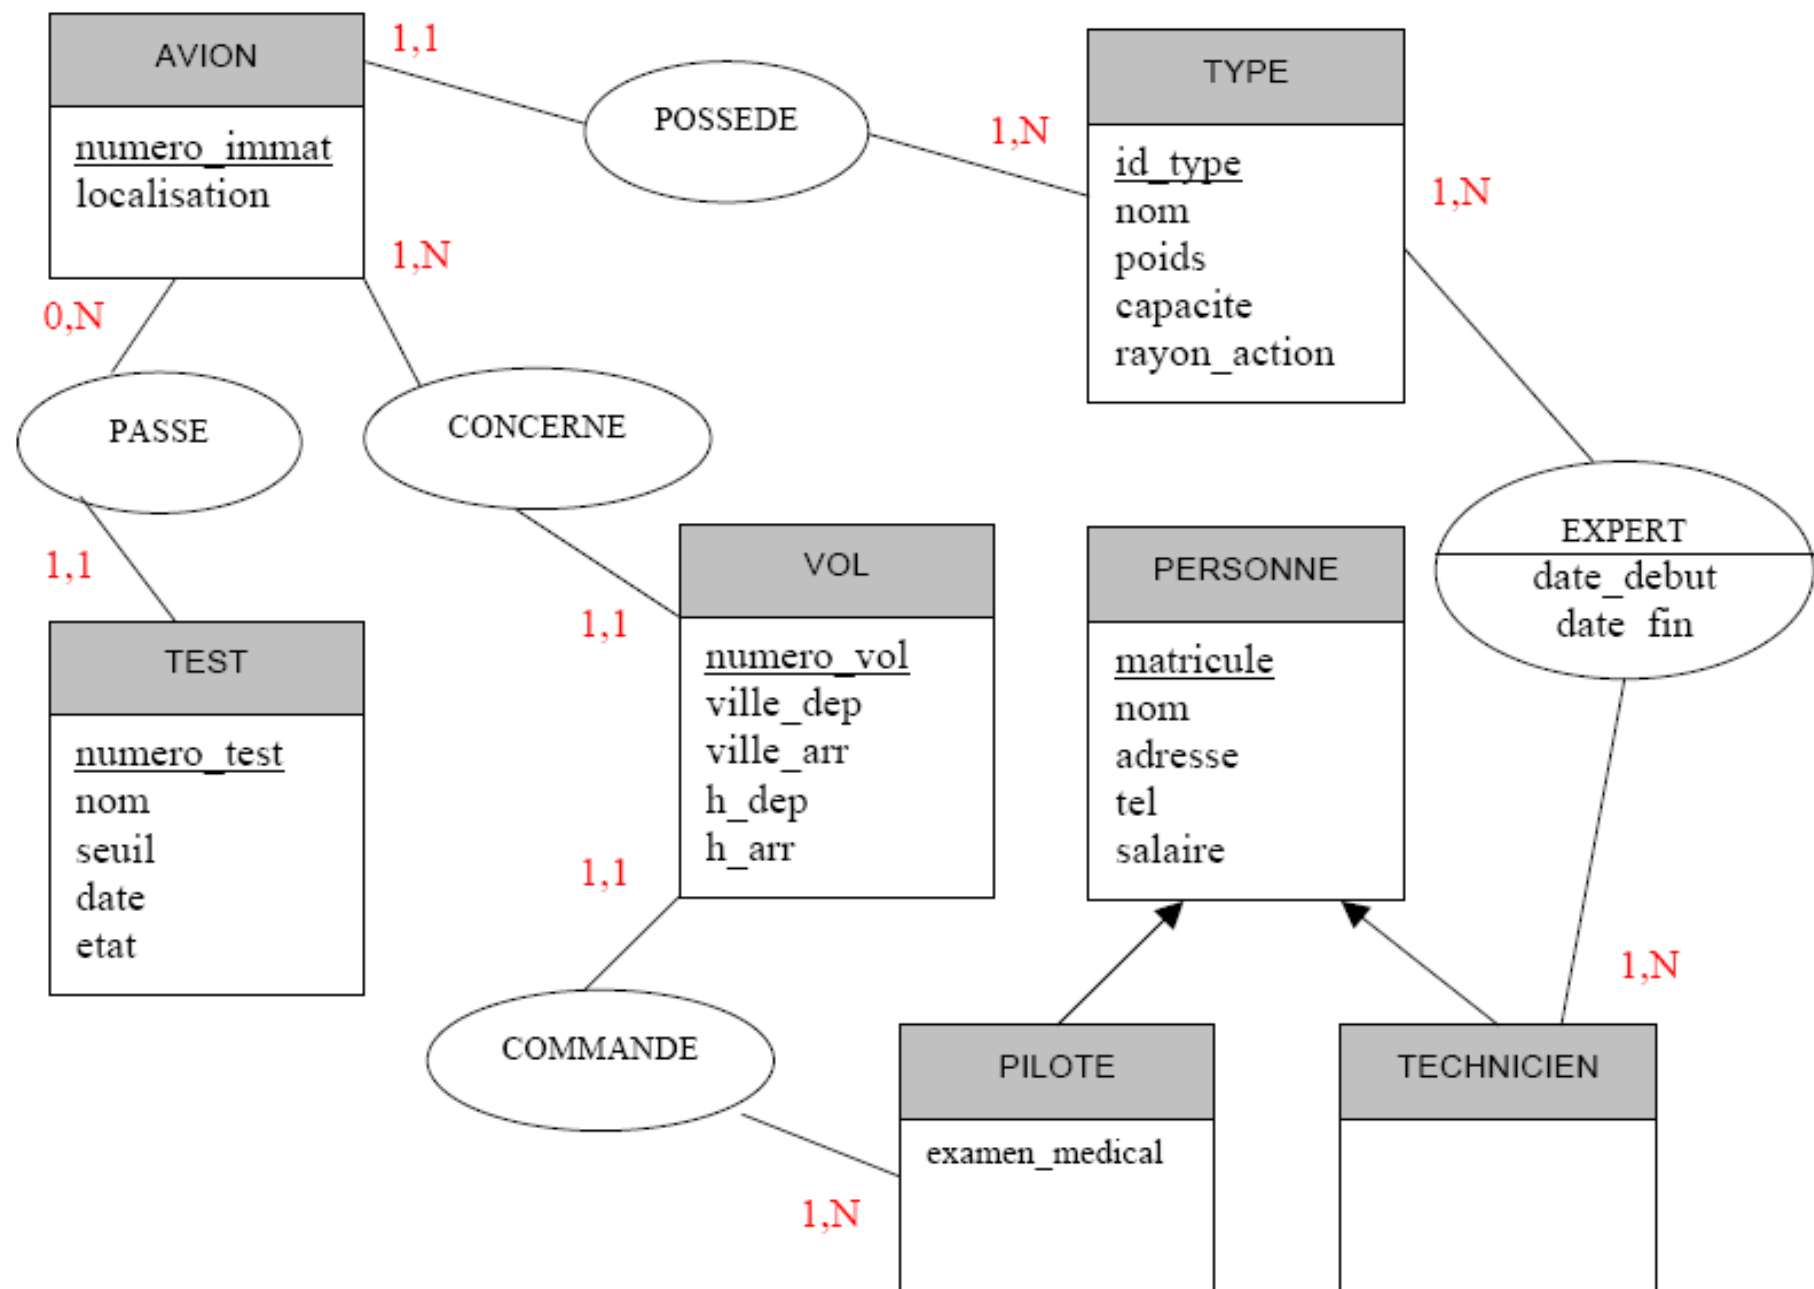 AVION
numero_immat
localisation
1,1
POSSEDE
1,N
TYPE
id_type
nom
poids
capacite
rayon_action
1,N
0,N
1,N
PASSE
CONCERNE
1,1
1,1
TEST
numero_test
nom
seuil
date
etat
VOL
numero_vol
ville_dep
ville_arr
h_dep
h_arr
1,1
PERSONNE
matricule
nom
adresse
tel
salaire
EXPERT
date_debut
date fin
1,N
COMMANDE
1,N
PILOTE
examen_medical
TECHNICIEN